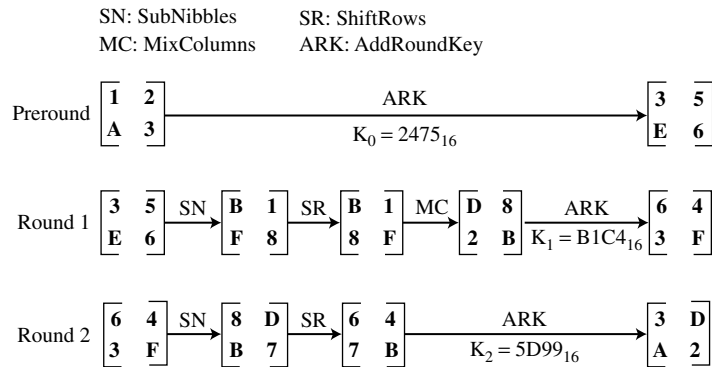 SN: SubNibbles SR: ShiftRows
MC: MixColumns ARK: AddRoundKey
1 2 ARK 3 5
Preround
A 3 K0 = 247516 E 6
3 5 SN B 1 SR B 1 MC D 8 ARK 6 4
Round 1
E 6 F 8 8 F 2 B K1 = B1C416 3 F
6 4 SN 8 D SR 6 4 ARK 3 D
Round 2
3 F B 7 7 B K2 = 5D9916 A 2